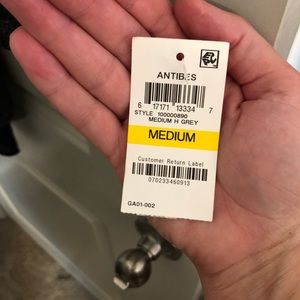 ANTIBES
6 17171 13334 7
STYLE 100000890
MEDIUM H GREY
MEDIUM
Customer Return Label
070233460913
GA01-002